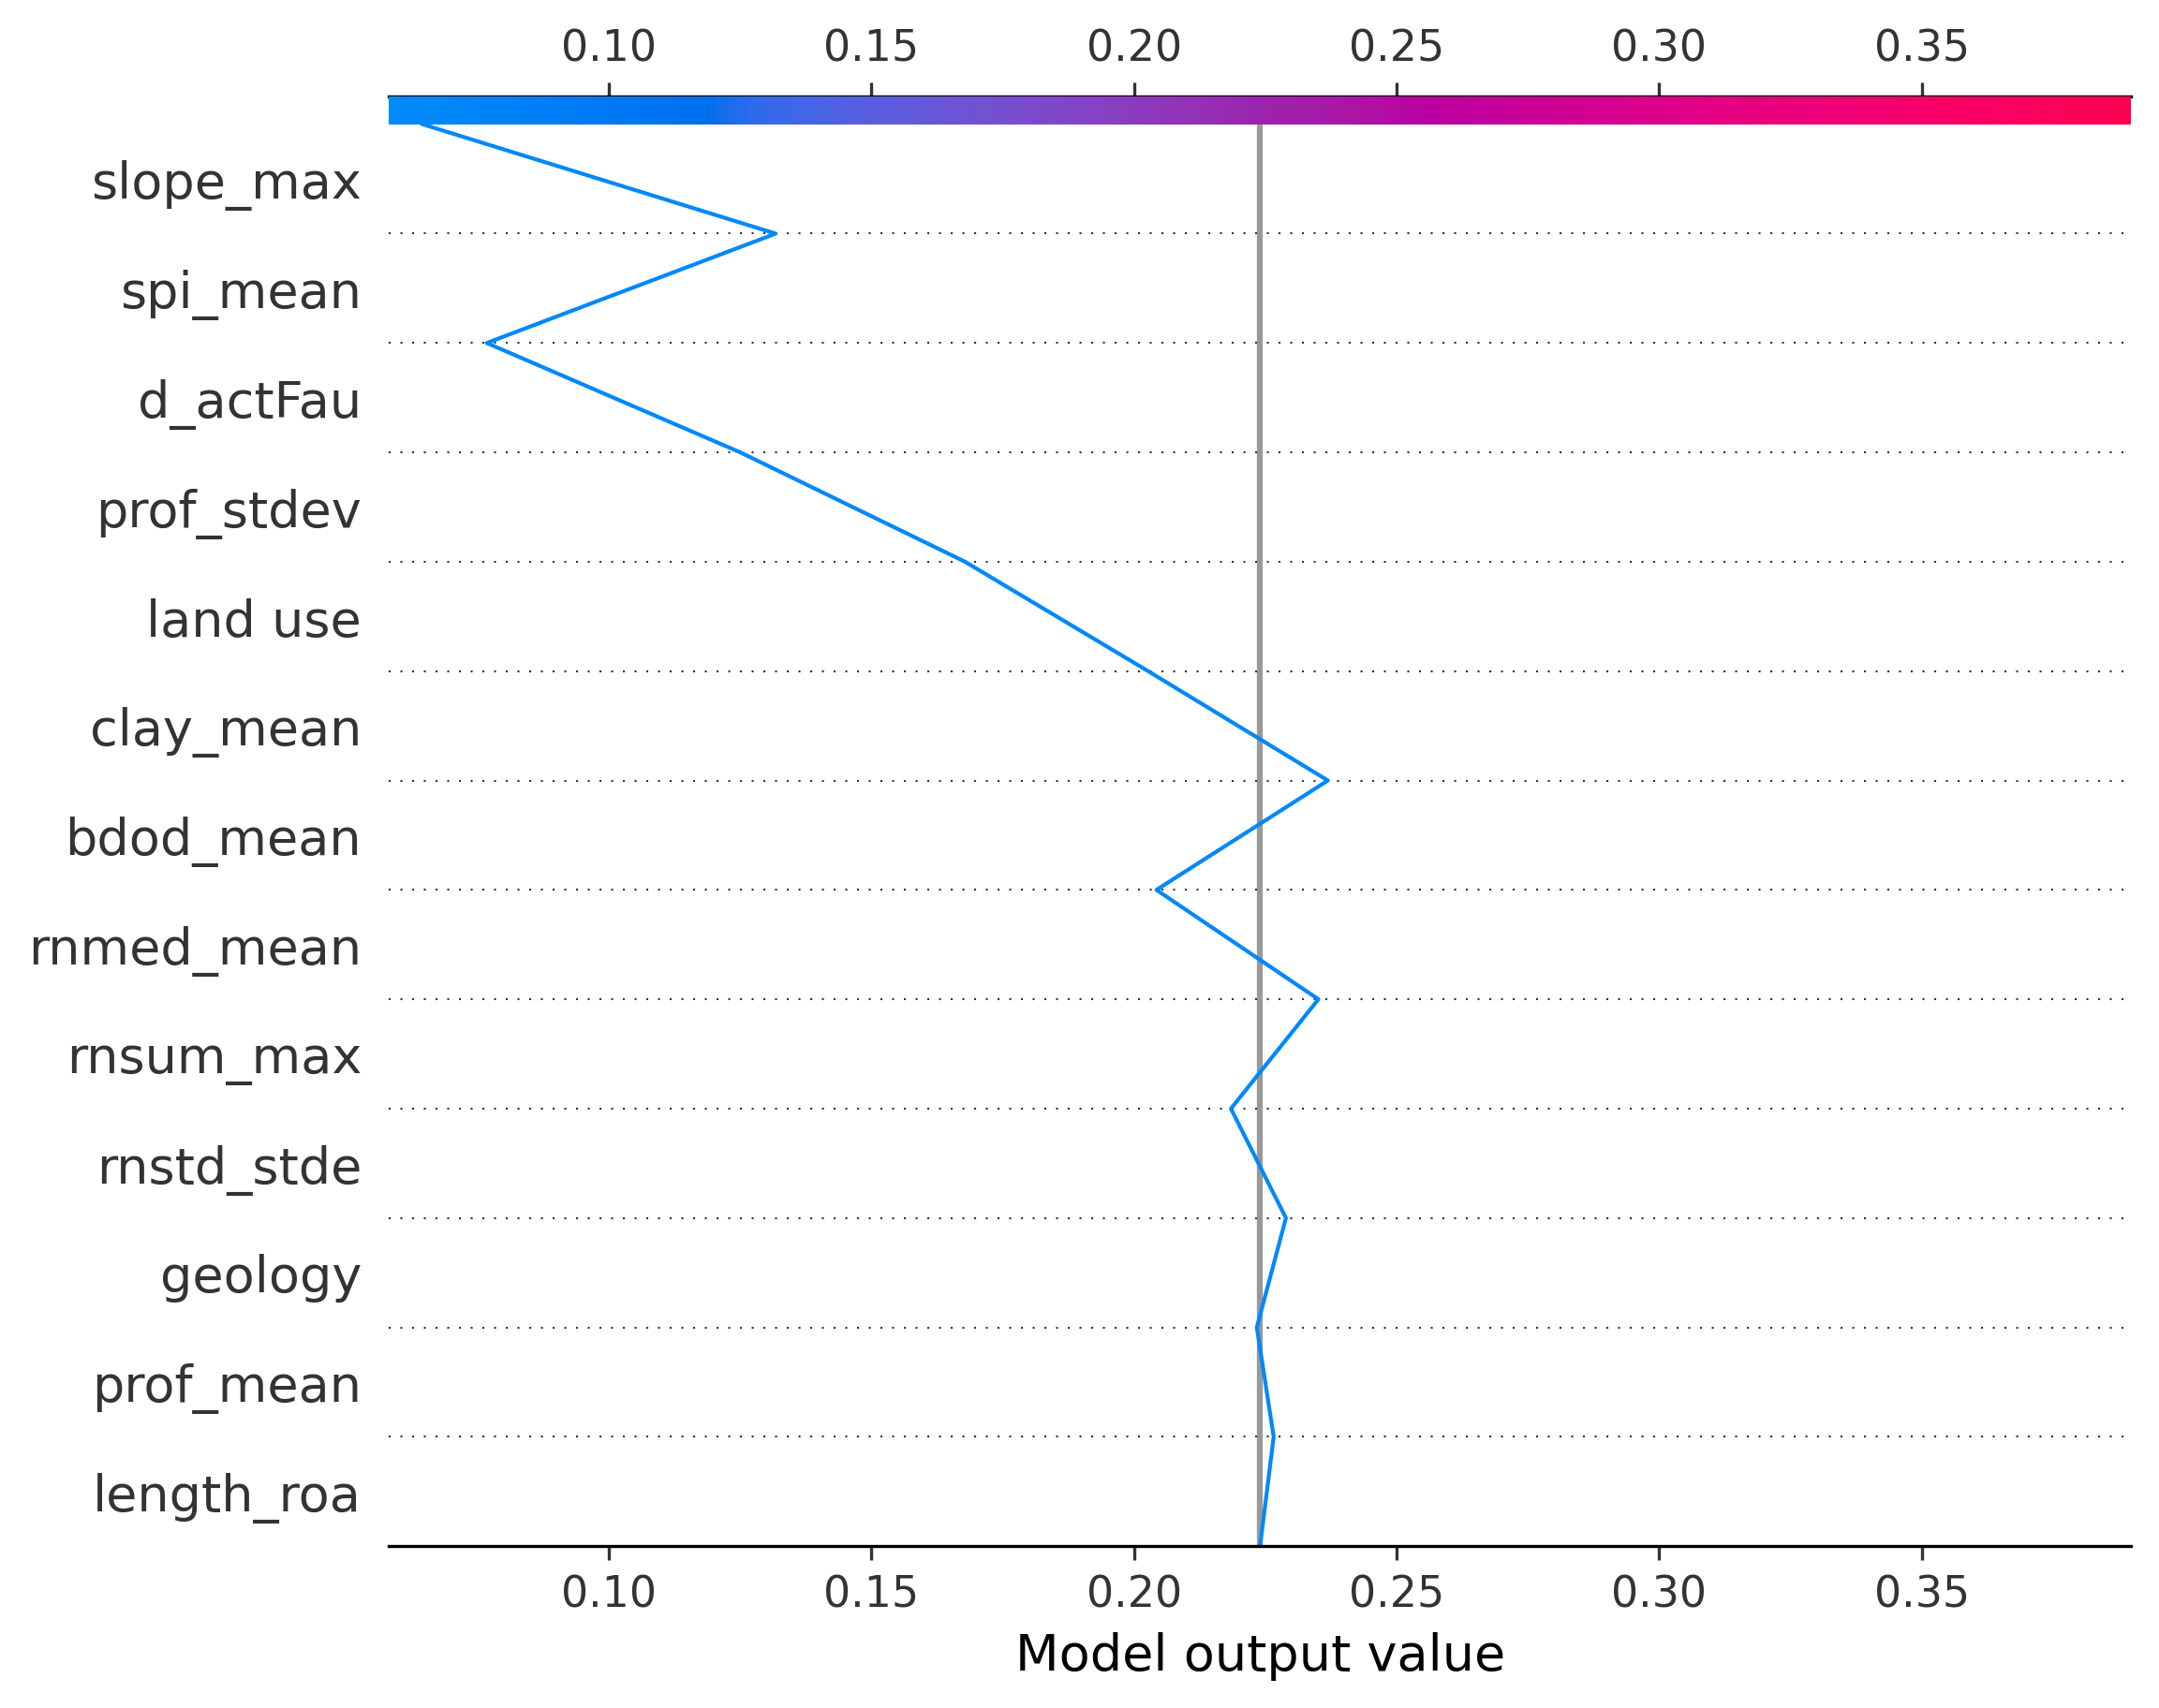 0.10 0.15 0.20 0.25 0.30 0.35
slope_max
spi_mean
d_actFau
prof_stdev
land use
clay_mean
bdod_mean
rnmed_mean
rnsum_max
rnstd_stde
geology
prof_mean
length_roa
0.10 0.15 0.20 0.25 0.30 0.35
Model output value